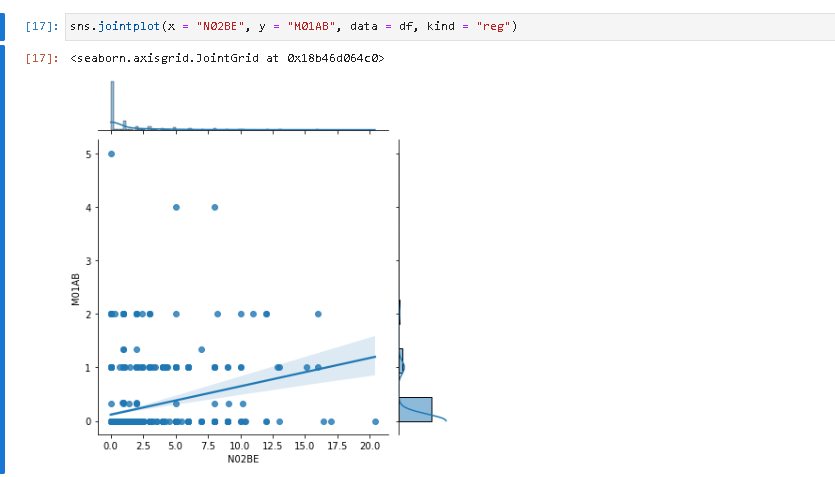 [17]: sns.jointplot(x = "N02BE", y = "M01AB", data = df, kind = "reg")
[17]: <seaborn.axisgrid.JointGrid at 0x18b46d064c0>
5
4
3
2
1
0
M01AB
0.0 2.5 5.0 7.5 10.0 12.5 15.0 17.5 20.0
N02BE